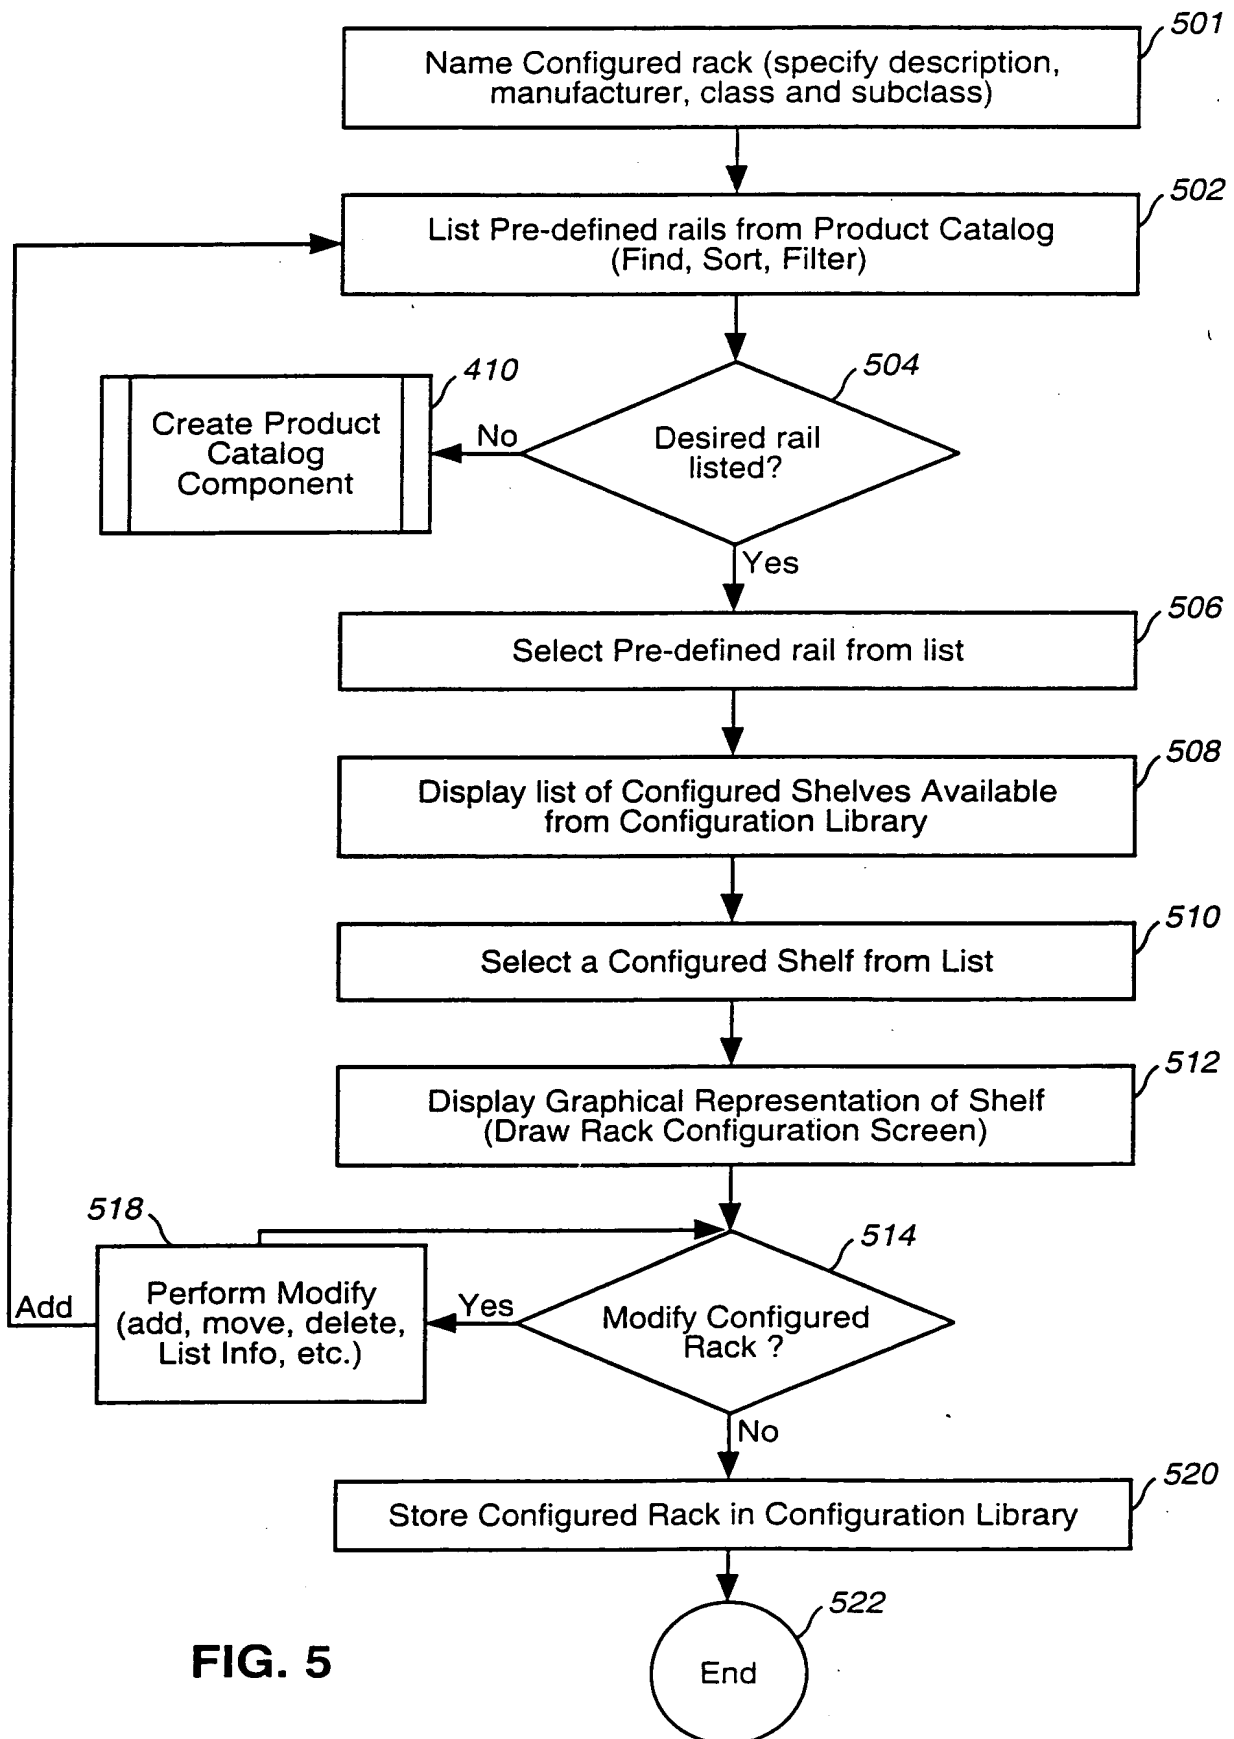 501
Name Configured rack (specify description,
manufacturer, class and subclass)
502
List Pre-defined rails from Product Catalog
(Find, Sort, Filter)
410
Create Product
Catalog
Component
No
504
Desired rail
listed?
Yes
506
Select Pre-defined rail from list
508
Display list of Configured Shelves Available
from Configuration Library
510
Select a Configured Shelf from List
512
Display Graphical Representation of Shelf
(Draw Rack Configuration Screen)
518
Add
Perform Modify
(add, move, delete,
List Info, etc.)
Yes
514
Modify Configured
Rack ?
No
520
Store Configured Rack in Configuration Library
522
End
FIG. 5